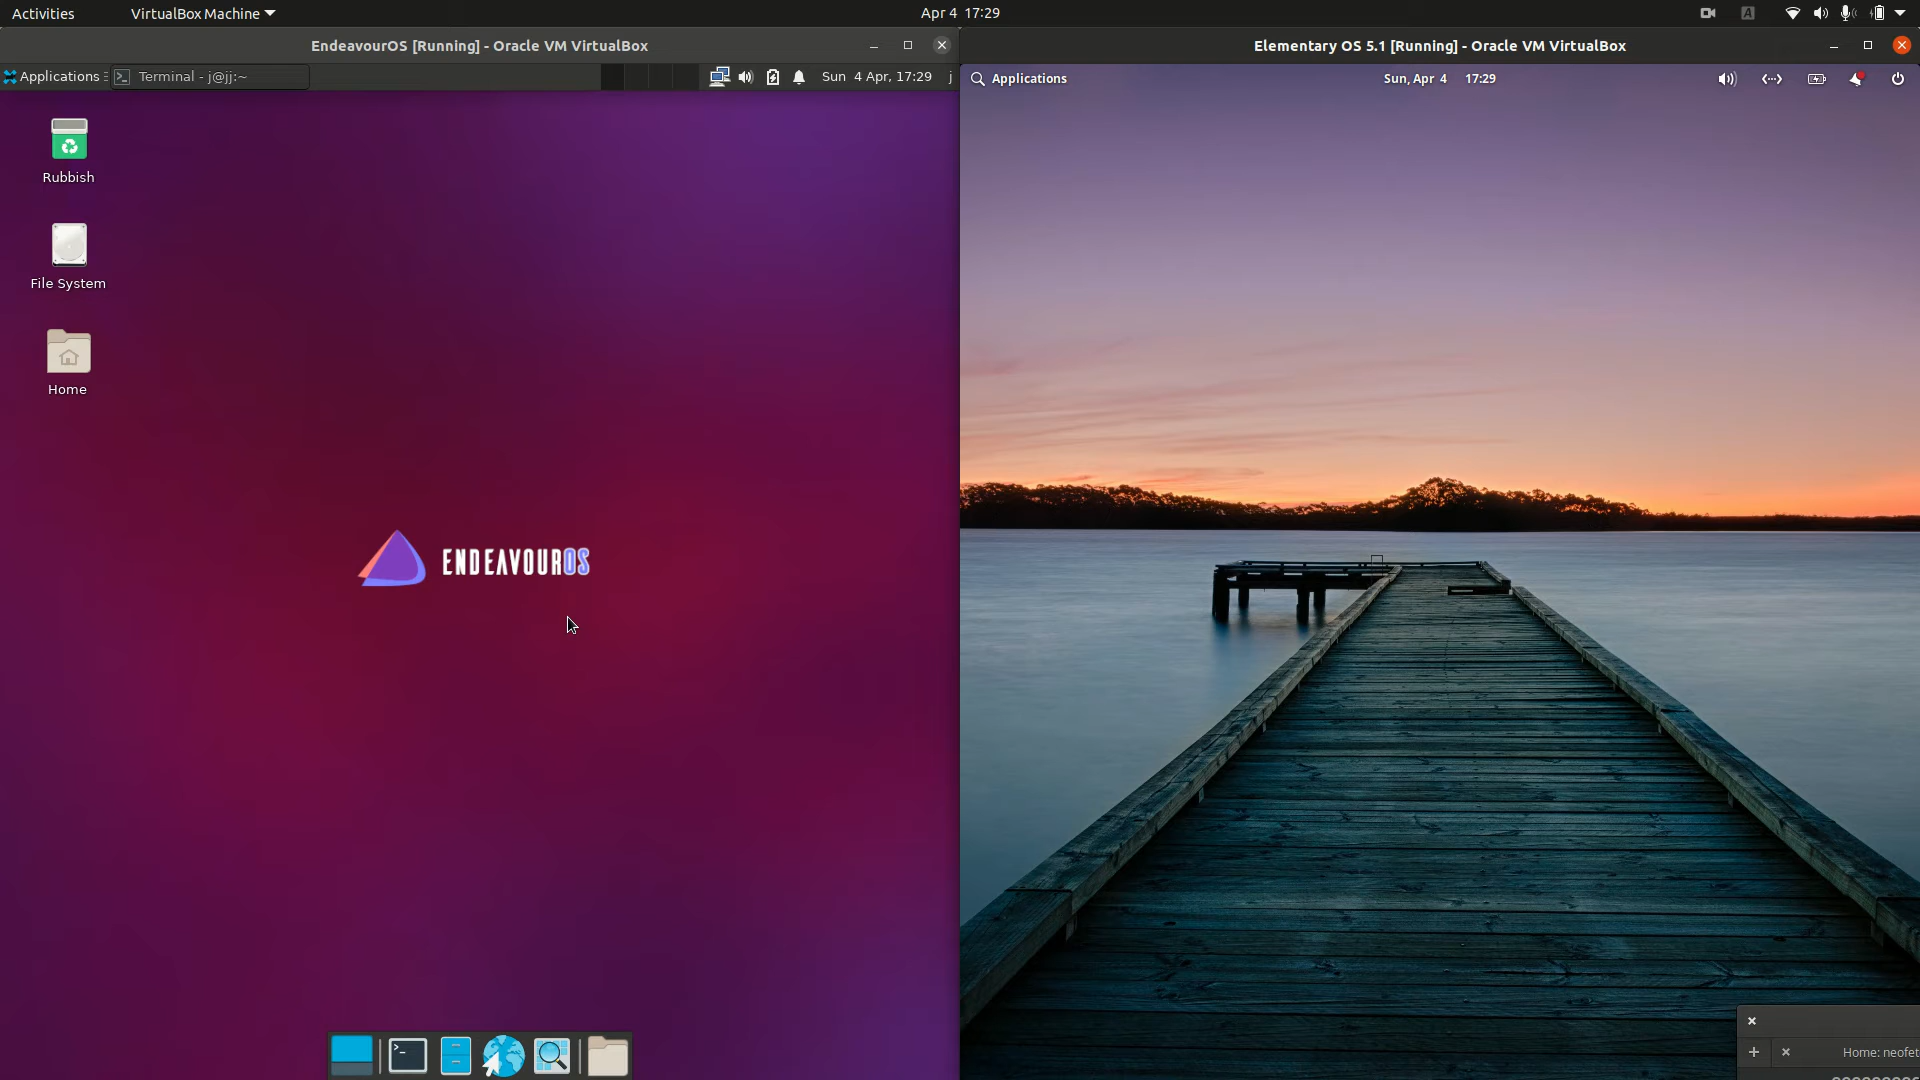 Activities
VirtualBox Machine
Apr 4 17:29
EndeavourOS [Running] - Oracle VM VirtualBox
Applications
Terminal - j@jj:~
Sun 4 Apr, 17:29
j
Rubbish
File System
Home
ENDEAVOUROS
Elementary OS 5.1 [Running] - Oracle VM VirtualBox
Applications
Sun, Apr 4 17:29
Home: neofet